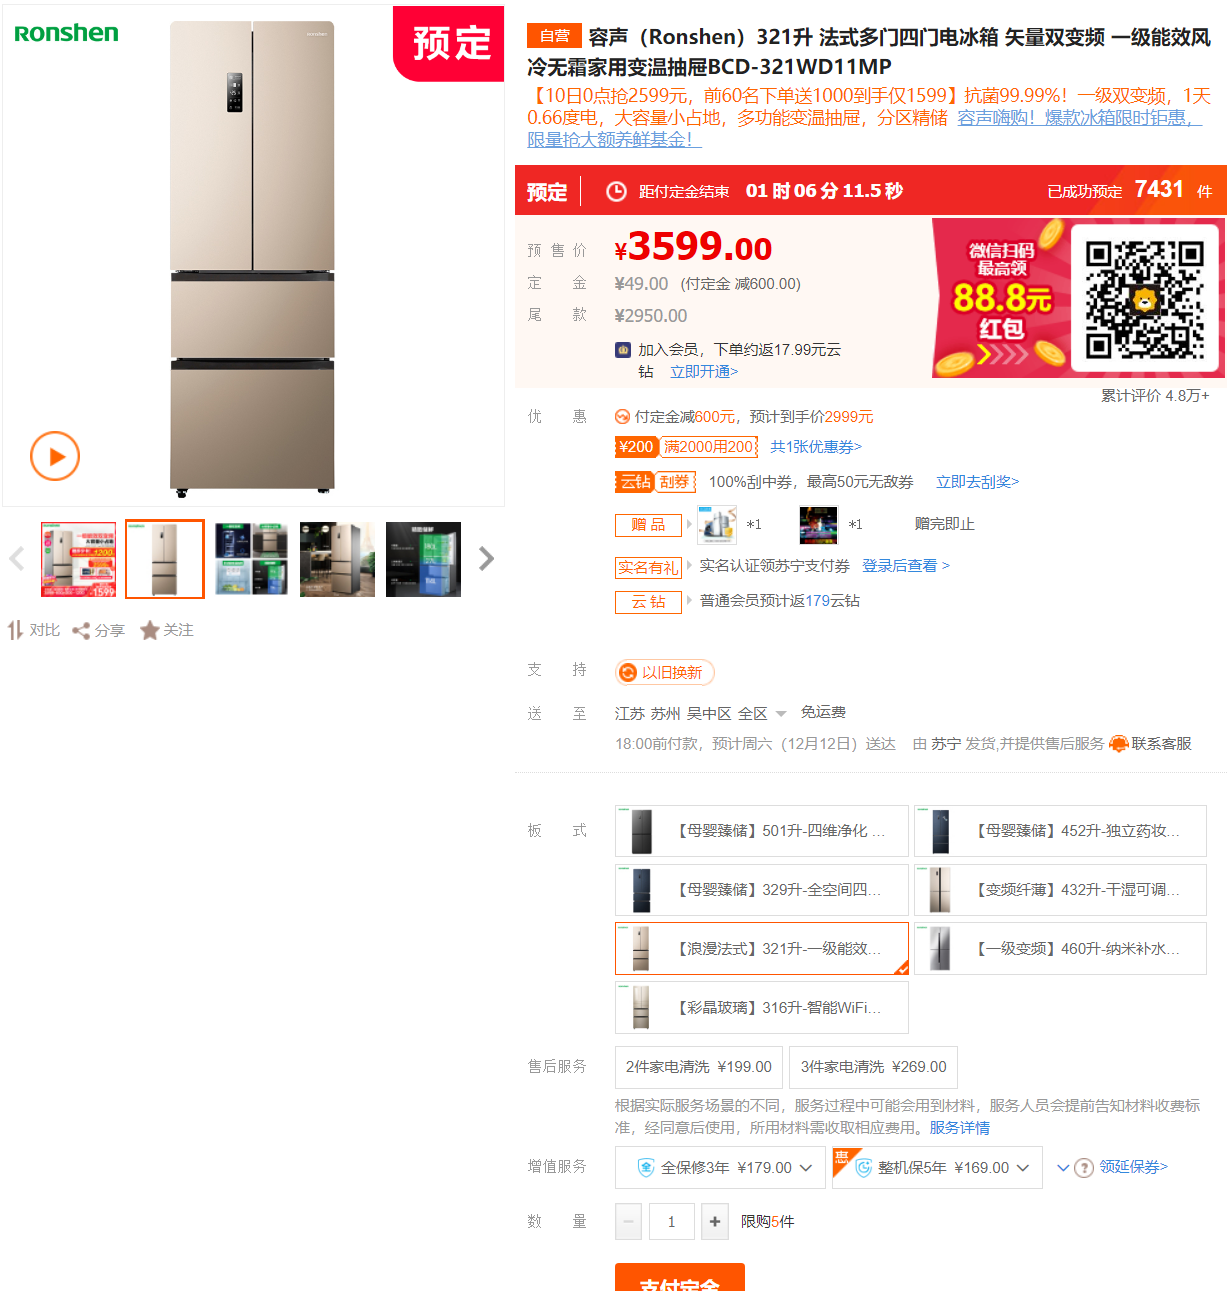 Ronshen
预定
自营 容声（Ronshen）321升 法式多门四门电冰箱 矢量双变频 一级能效风
冷无霜家用变温抽屉BCD-321WD11MP
【10日0点抢2599元，前60名下单送1000到手仅1599】抗菌99.99%！一级双变频，1天
0.66度电，大容量小占地，多功能变温抽屉，分区精储 容声嗨购！爆款冰箱限时钜惠，
限量抢大额养鲜基金！
预定 距付定金结束 01 时 06 分 11.5 秒 已成功预定 7431 件
预售价 ¥3599.00
定金 ¥49.00 (付定金 减600.00)
尾款 ¥2950.00
加入会员，下单约返17.99元云
钻 立即开通>
微信扫码
最高领
88.8元
红包
累计评价 4.8万+
优惠 付定金减600元，预计到手价2999元
¥200 满2000用200 共1张优惠券>
云钻 刮券 100%刮中券，最高50元无敌券 立即去刮奖>
赠品 *1 *1 赠完即止
实名有礼 实名认证领苏宁支付券 登录后查看 >
云钻 普通会员预计返179云钻
对比 分享 关注
支持 以旧换新
送至 江苏 苏州 吴中区 全区 免运费
18:00前付款，预计周六（12月12日）送达 由 苏宁 发货,并提供售后服务 联系客服
板式 【母婴臻储】501升-四维净化 ... 【母婴臻储】452升-独立药妆...
【母婴臻储】329升-全空间四... 【变频纤薄】432升-干湿可调...
【浪漫法式】321升-一级能效... 【一级变频】460升-纳米补水...
【彩晶玻璃】316升-智能WiFi...
售后服务 2件家电清洗 ¥199.00 3件家电清洗 ¥269.00
根据实际服务场景的不同，服务过程中可能会用到材料，服务人员会提前告知材料收费标
准，经同意后使用，所用材料需收取相应费用。服务详情
增值服务 全 全保修3年 ¥179.00 惠 整机保5年 ¥169.00 ? 领延保券>
数量 − 1 + 限购5件
支付定金